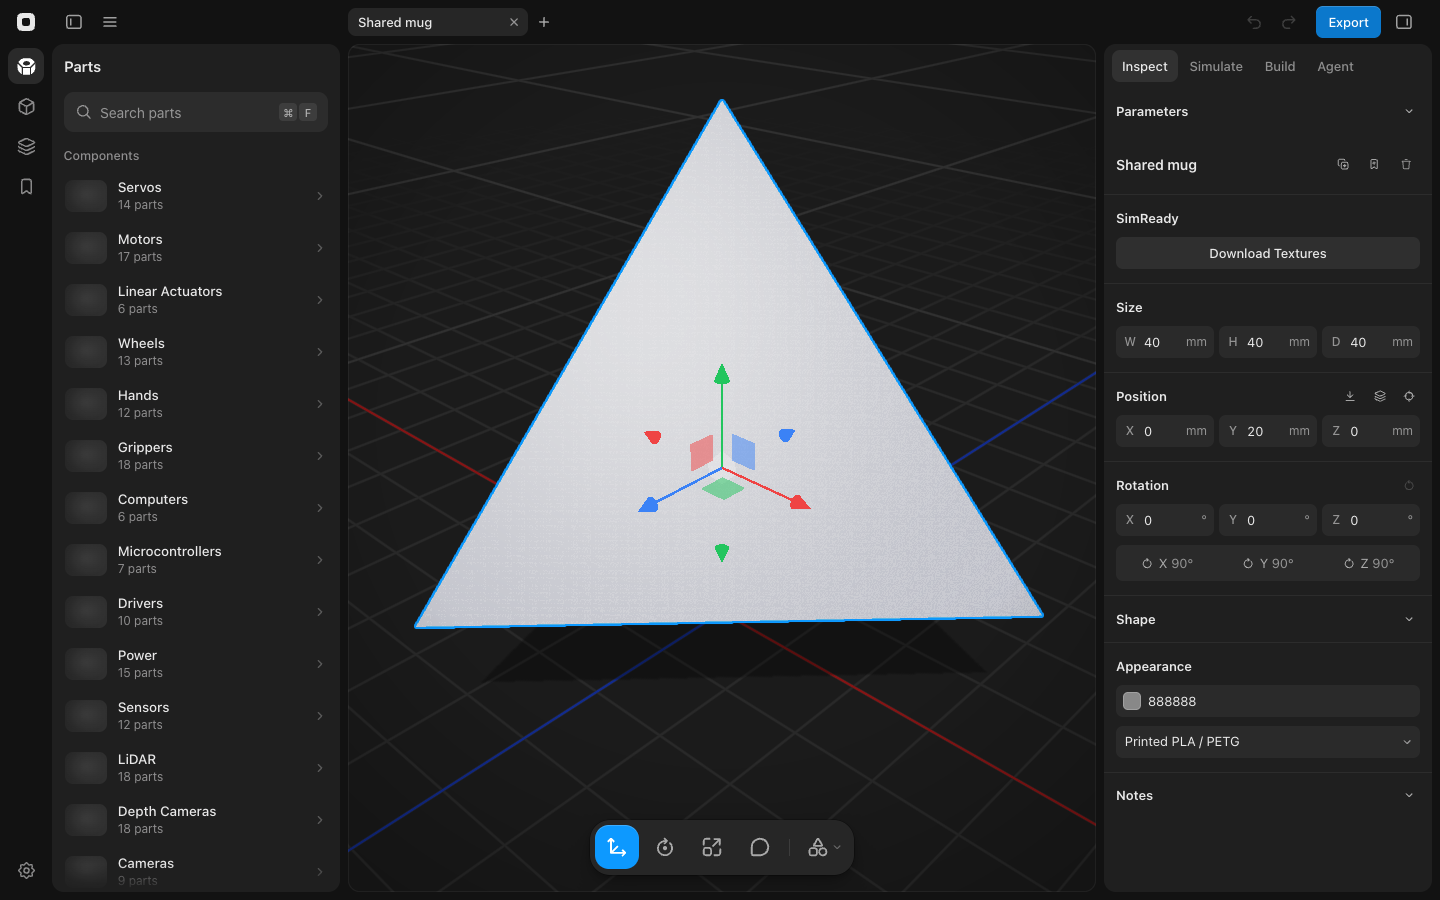 Shared mug
Export
Parts
Search parts
⌘ F
Components
Servos
14 parts
Motors
17 parts
Linear Actuators
6 parts
Wheels
13 parts
Hands
12 parts
Grippers
18 parts
Computers
6 parts
Microcontrollers
7 parts
Drivers
10 parts
Power
15 parts
Sensors
12 parts
LiDAR
18 parts
Depth Cameras
18 parts
Cameras
9 parts
Inspect Simulate Build Agent
Parameters
Shared mug
SimReady
Download Textures
Size
W 40 mm H 40 mm D 40 mm
Position
X 0 mm Y 20 mm Z 0 mm
Rotation
X 0 ° Y 0 ° Z 0 °
X 90° Y 90° Z 90°
Shape
Appearance
888888
Printed PLA / PETG
Notes